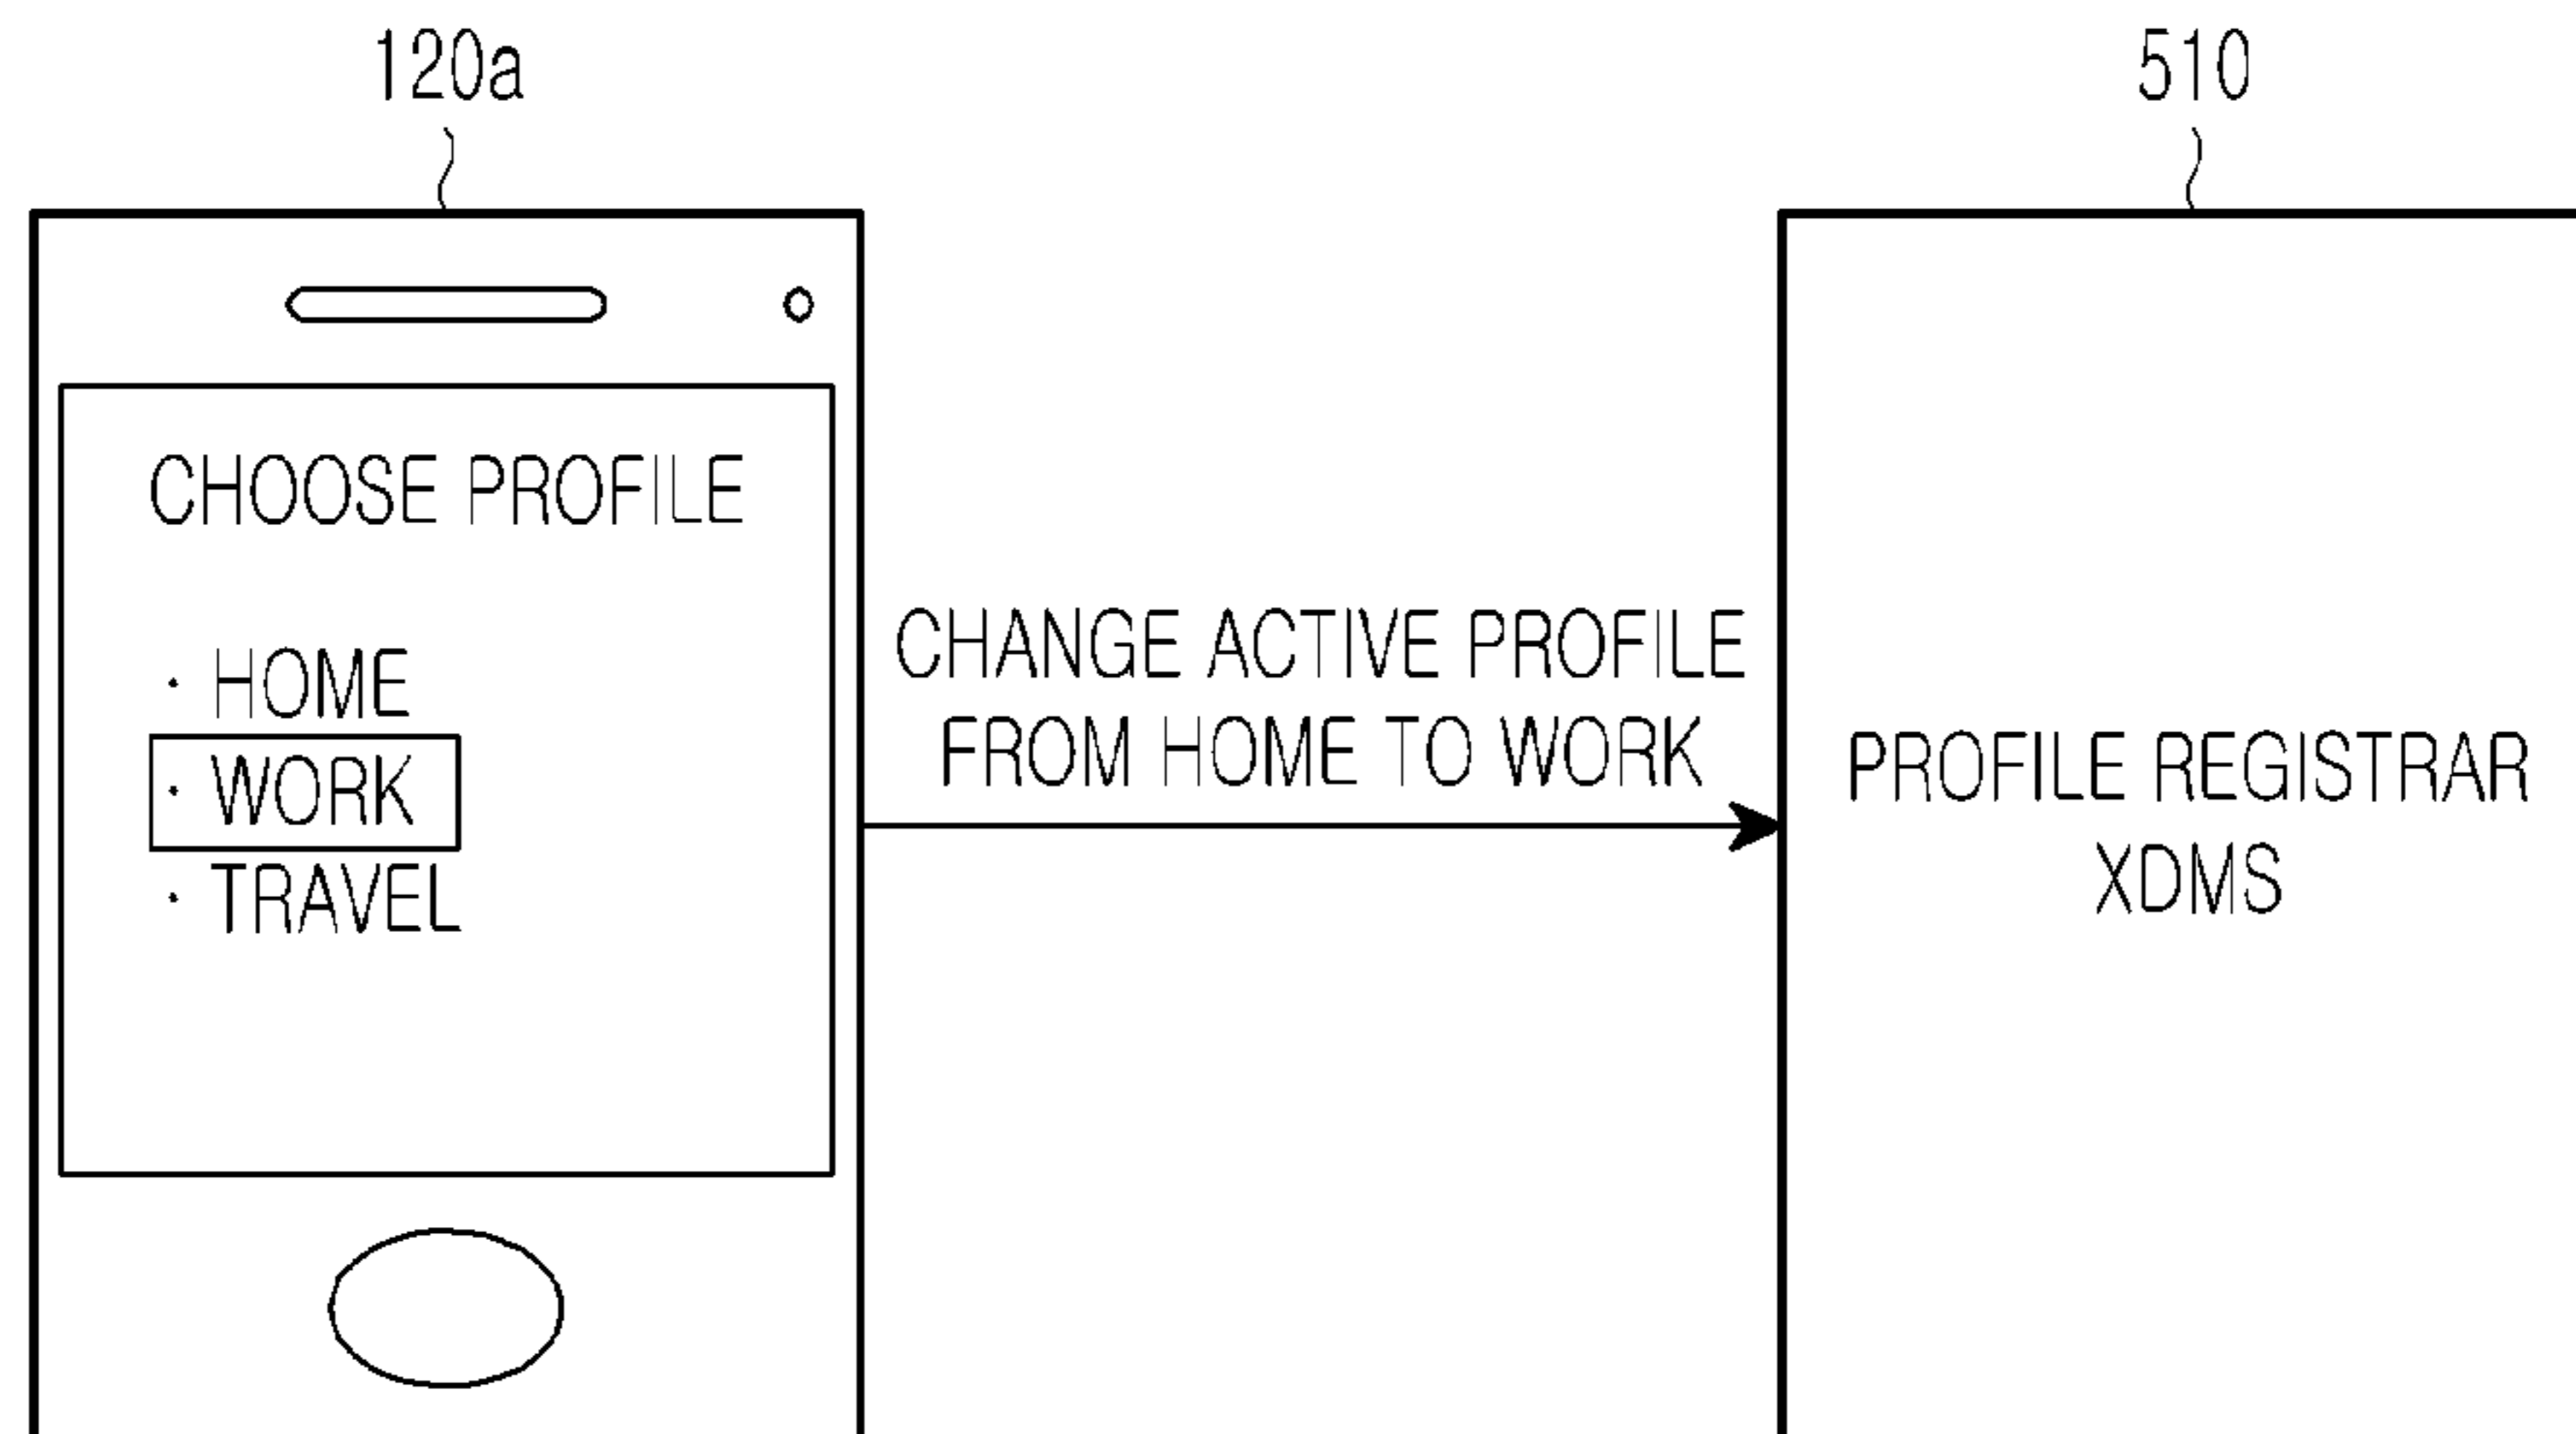 120a
510
CHOOSE PROFILE
· HOME
· WORK
· TRAVEL
CHANGE ACTIVE PROFILE
FROM HOME TO WORK
PROFILE REGISTRAR
XDMS